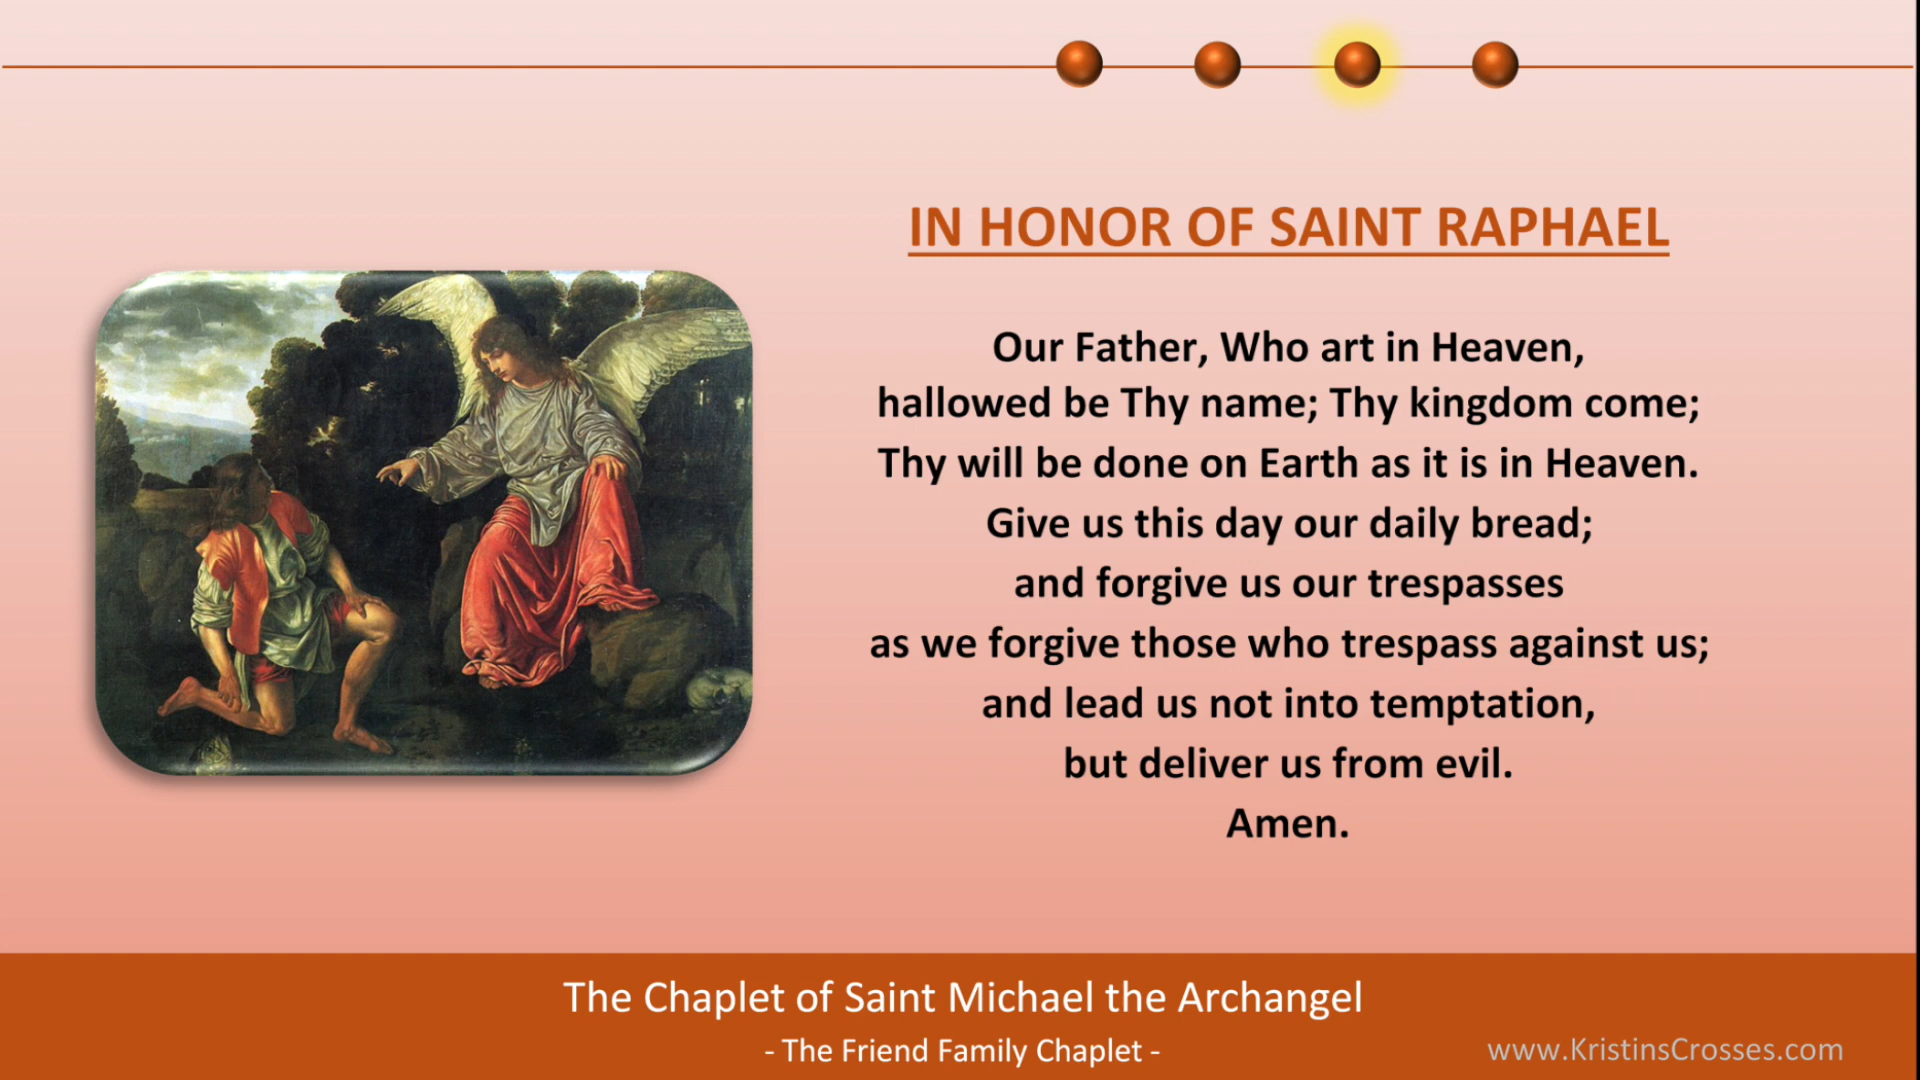 IN HONOR OF SAINT RAPHAEL
Our Father, Who art in Heaven,
hallowed be Thy name; Thy kingdom come;
Thy will be done on Earth as it is in Heaven.
Give us this day our daily bread;
and forgive us our trespasses
as we forgive those who trespass against us;
and lead us not into temptation,
but deliver us from evil.
Amen.
The Chaplet of Saint Michael the Archangel
- The Friend Family Chaplet -
www.KristinsCrosses.com